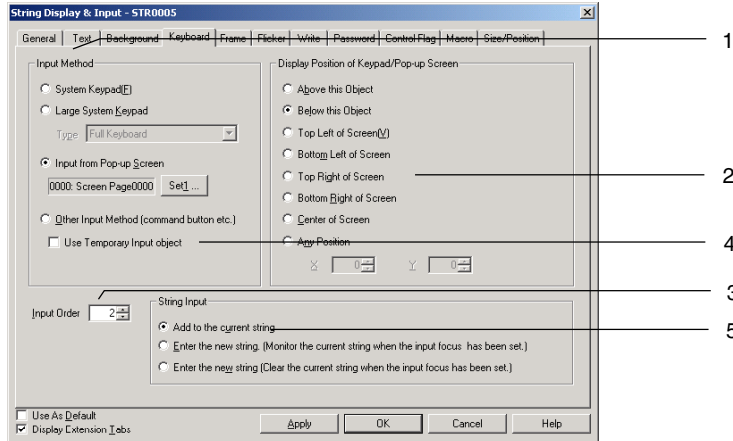 String Display & Input - STR0005
General Text Background Keyboard Frame Flicker Write Password Control Flag Macro Size/Position
1
Input Method
System Keypad(F)
Large System Keypad
Type Full Keyboard
Input from Pop-up Screen
0000: Screen Page0000 Set1 ...
Other Input Method (command button etc.)
Use Temporary Input object
Display Position of Keypad/Pop-up Screen
Above this Object
Below this Object
Top Left of Screen(V)
Bottom Left of Screen
Top Right of Screen
2
Bottom Right of Screen
Center of Screen
Any Position
4
X 0 Y 0
3
Input Order 2
String Input
Add to the current string
5
Enter the new string. (Monitor the current string when the input focus has been set.)
Enter the new string (Clear the current string when the input focus has been set.)
Use As Default
Display Extension Tabs
Apply OK Cancel Help